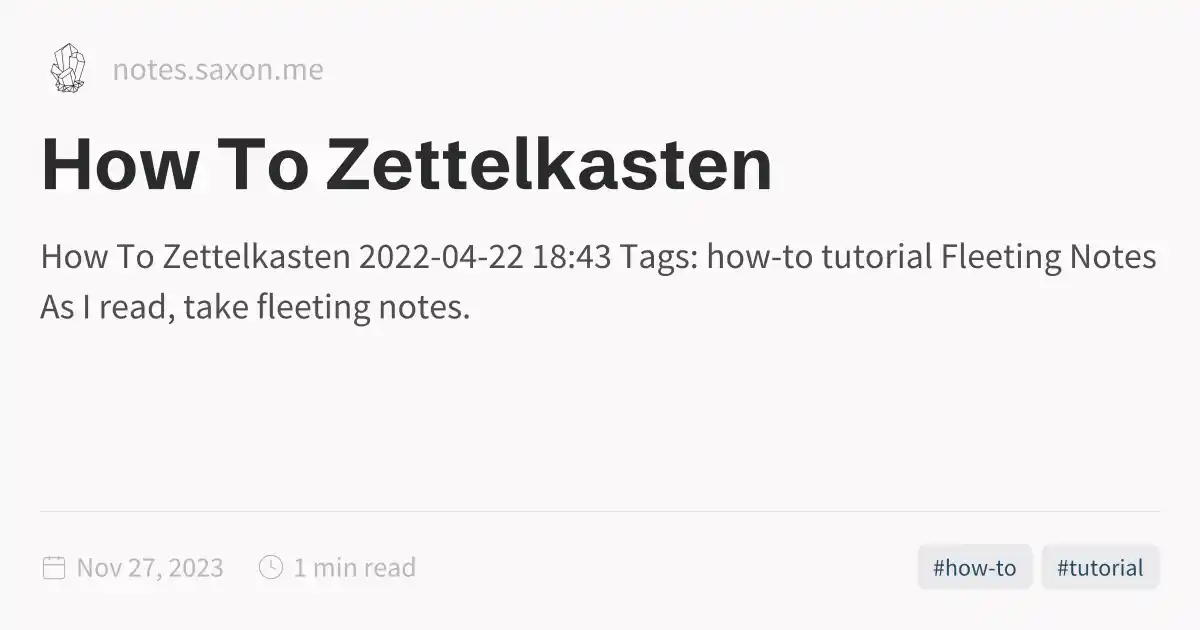 notes.saxon.me
How To Zettelkasten
How To Zettelkasten 2022-04-22 18:43 Tags: how-to tutorial Fleeting Notes
As I read, take fleeting notes.
Nov 27, 2023 1 min read #how-to #tutorial